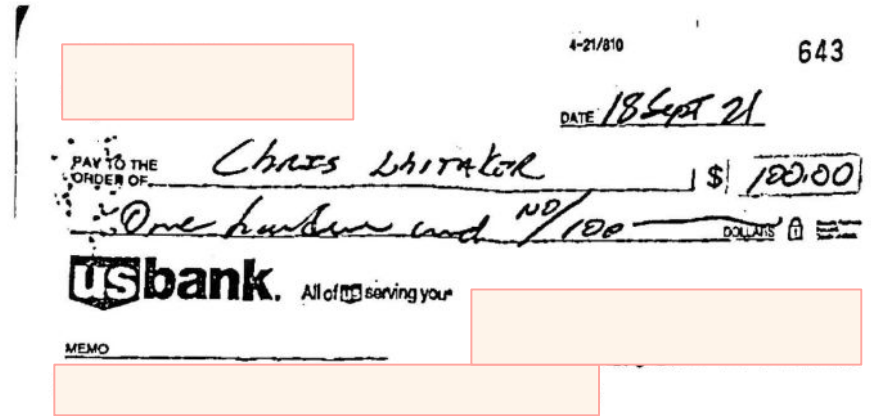 4-21/810
643
DATE 18 Sept 21
PAY TO THE
ORDER OF Chris Whitaker $ 100.00
One hundred and NO/100 DOLLARS
usbank. All of us serving you
MEMO